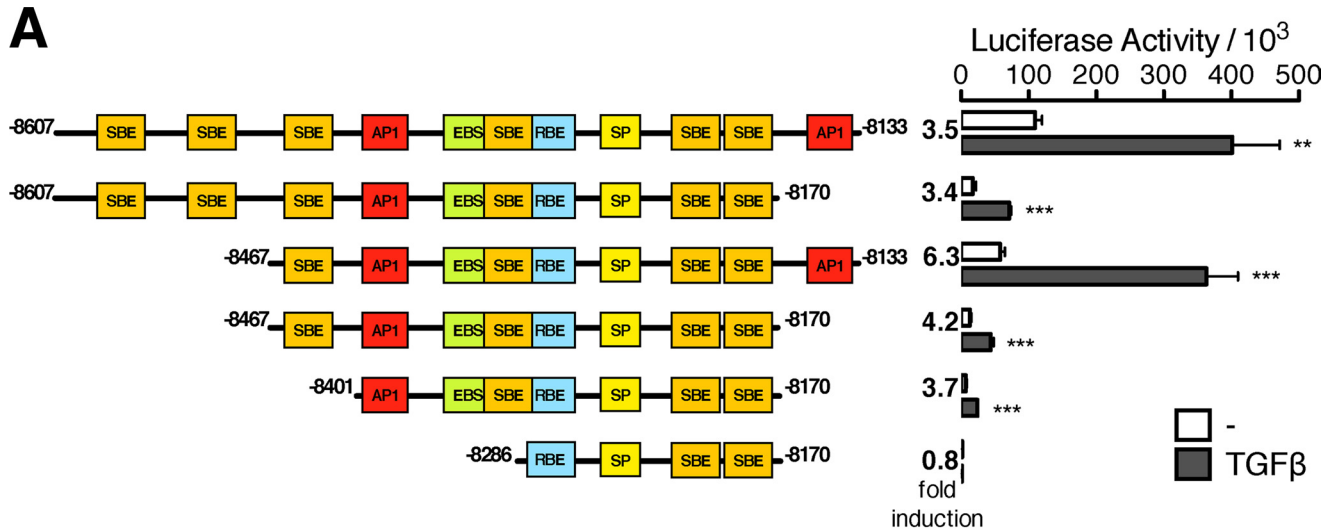 A
Luciferase Activity / 10³
0 100 200 300 400 500
-8607 SBE SBE SBE AP1 EBS SBE RBE SP SBE SBE AP1 -8133 3.5 **
-8607 SBE SBE SBE AP1 EBS SBE RBE SP SBE SBE -8170 3.4 ***
-8467 SBE AP1 EBS SBE RBE SP SBE SBE AP1 -8133 6.3 ***
-8467 SBE AP1 EBS SBE RBE SP SBE SBE -8170 4.2 ***
-8401 AP1 EBS SBE RBE SP SBE SBE -8170 3.7 ***
-8286 RBE SP SBE SBE -8170 0.8
fold
induction
-
TGFβ